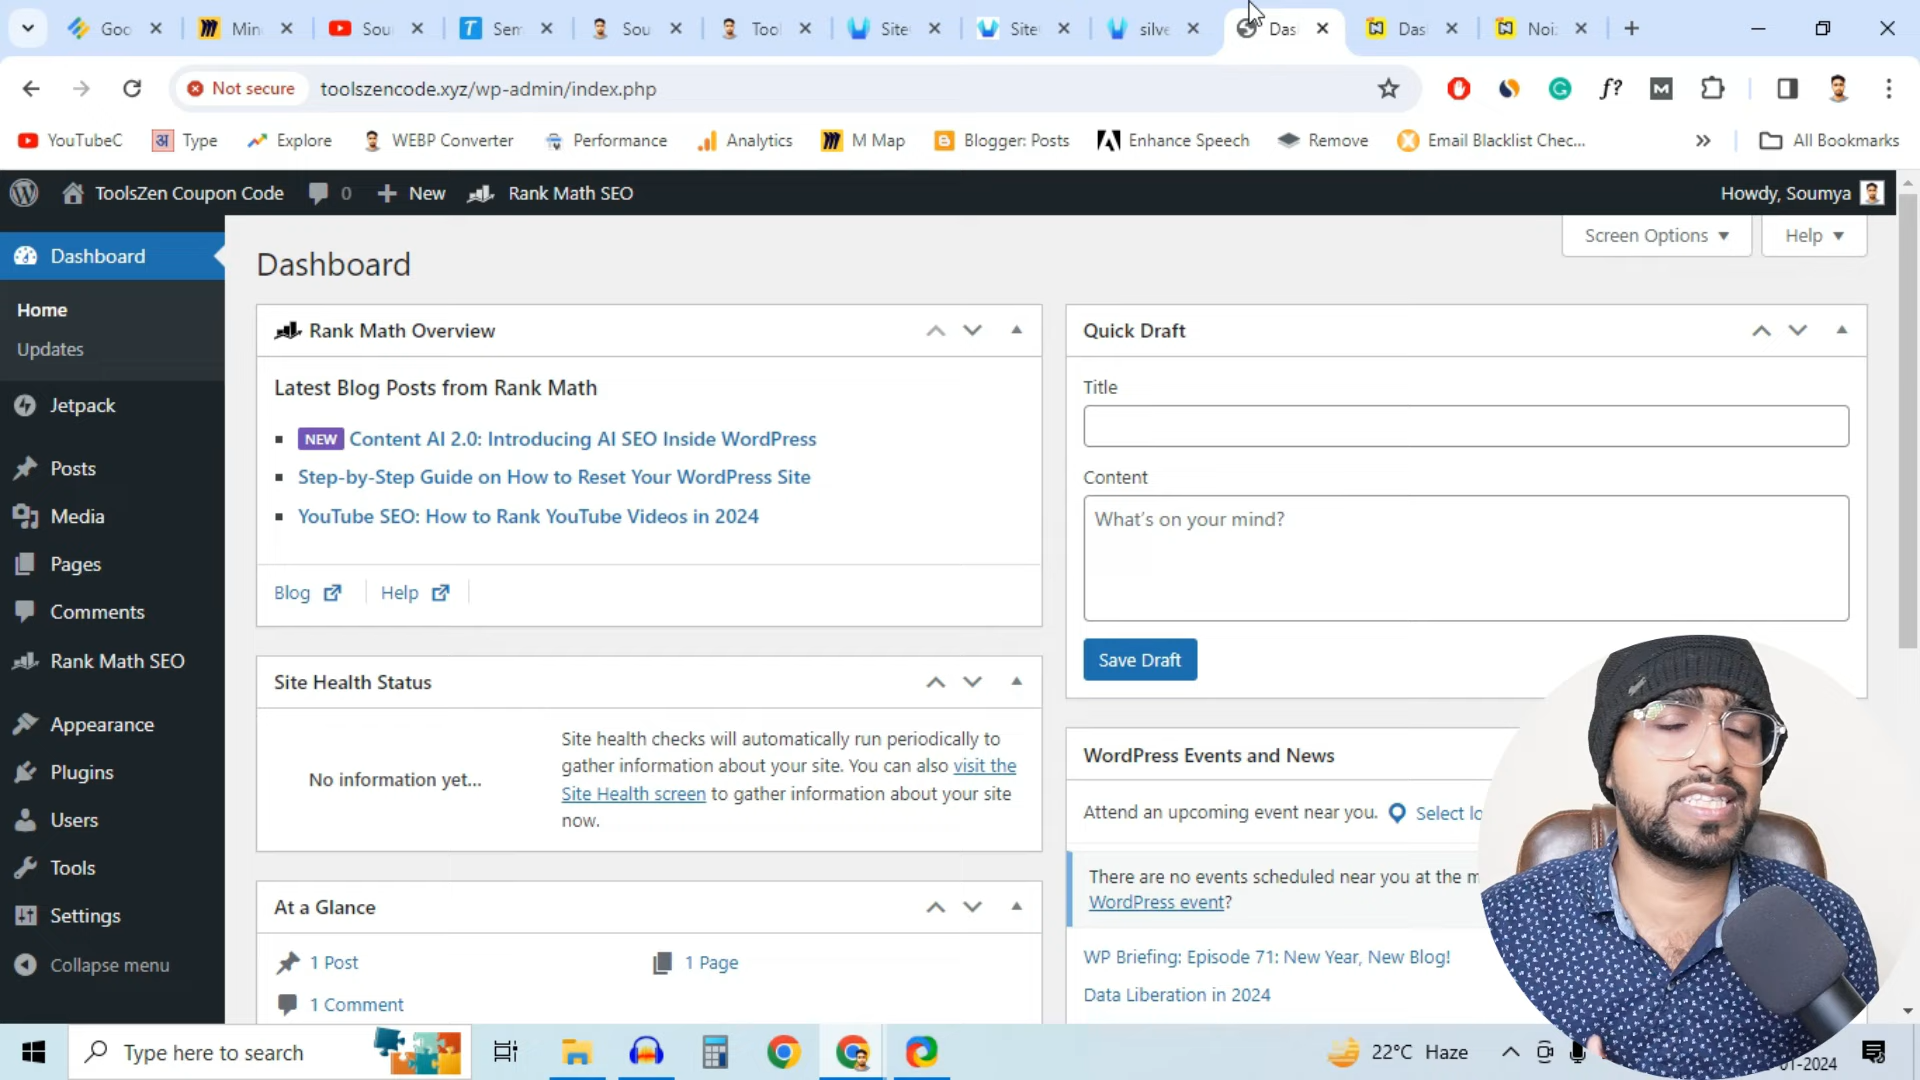 Goo
Min
Sou
Sem
Sou
Tool
Site
Site
silve
Das
Das
Noi
Not secure
toolszencode.xyz/wp-admin/index.php
f?
M
YouTubeC
अ Type
Explore
WEBP Converter
Performance
Analytics
M Map
Blogger: Posts
Enhance Speech
Remove
Email Blacklist Chec...
All Bookmarks
ToolsZen Coupon Code
0
New
Rank Math SEO
Howdy, Soumya
Dashboard
Home
Updates
Jetpack
Posts
Media
Pages
Comments
Rank Math SEO
Appearance
Plugins
Users
Tools
Settings
Collapse menu
Screen Options
Help
Dashboard
Rank Math Overview
Latest Blog Posts from Rank Math
NEW Content AI 2.0: Introducing AI SEO Inside WordPress
Step-by-Step Guide on How to Reset Your WordPress Site
YouTube SEO: How to Rank YouTube Videos in 2024
Blog
Help
Site Health Status
No information yet...
Site health checks will automatically run periodically to
gather information about your site. You can also visit the
Site Health screen to gather information about your site
now.
At a Glance
1 Post
1 Page
1 Comment
Quick Draft
Title
Content
What's on your mind?
Save Draft
WordPress Events and News
Attend an upcoming event near you.
Select lo
There are no events scheduled near you at the m
WordPress event?
WP Briefing: Episode 71: New Year, New Blog!
Data Liberation in 2024
Type here to search
22°C Haze
01-2024